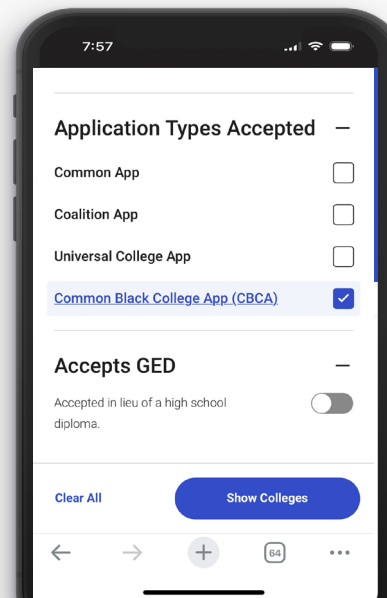 7:57
Application Types Accepted
Common App
Coalition App
Universal College App
Common Black College App (CBCA)
Accepts GED
Accepted in lieu of a high school
diploma.
Clear All
Show Colleges
64